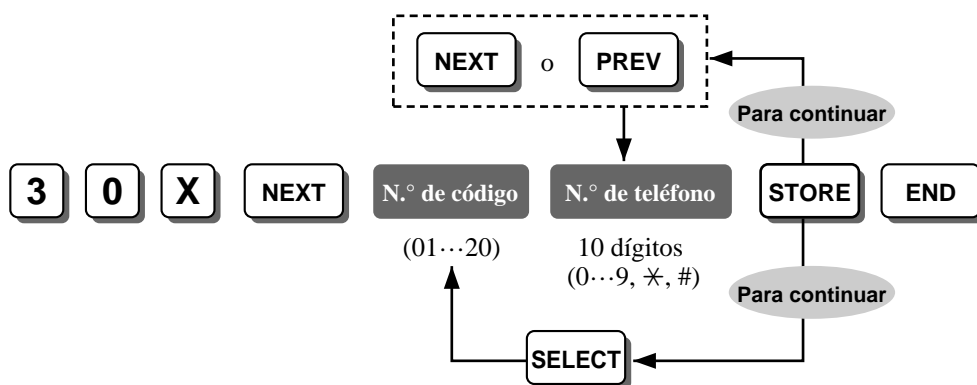 NEXT o PREV
Para continuar
3 0 X NEXT N.° de código N.° de teléfono STORE END
(01⋯20) 10 dígitos
(0⋯9, ✳, #)
Para continuar
SELECT